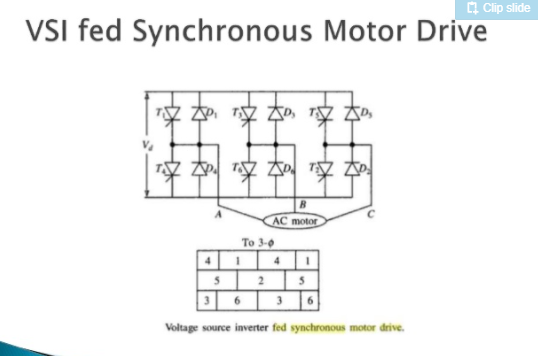 Clip slide
VSI fed Synchronous Motor Drive
T₁ D₁ T₃ D₃ T₅ D₅
Vd
T₄ D₄ T₆ D₆ T₂ D₂
A B C
AC motor
To 3-ϕ
4 1 4 1
5 2 5
3 6 3 6
Voltage source inverter fed synchronous motor drive.